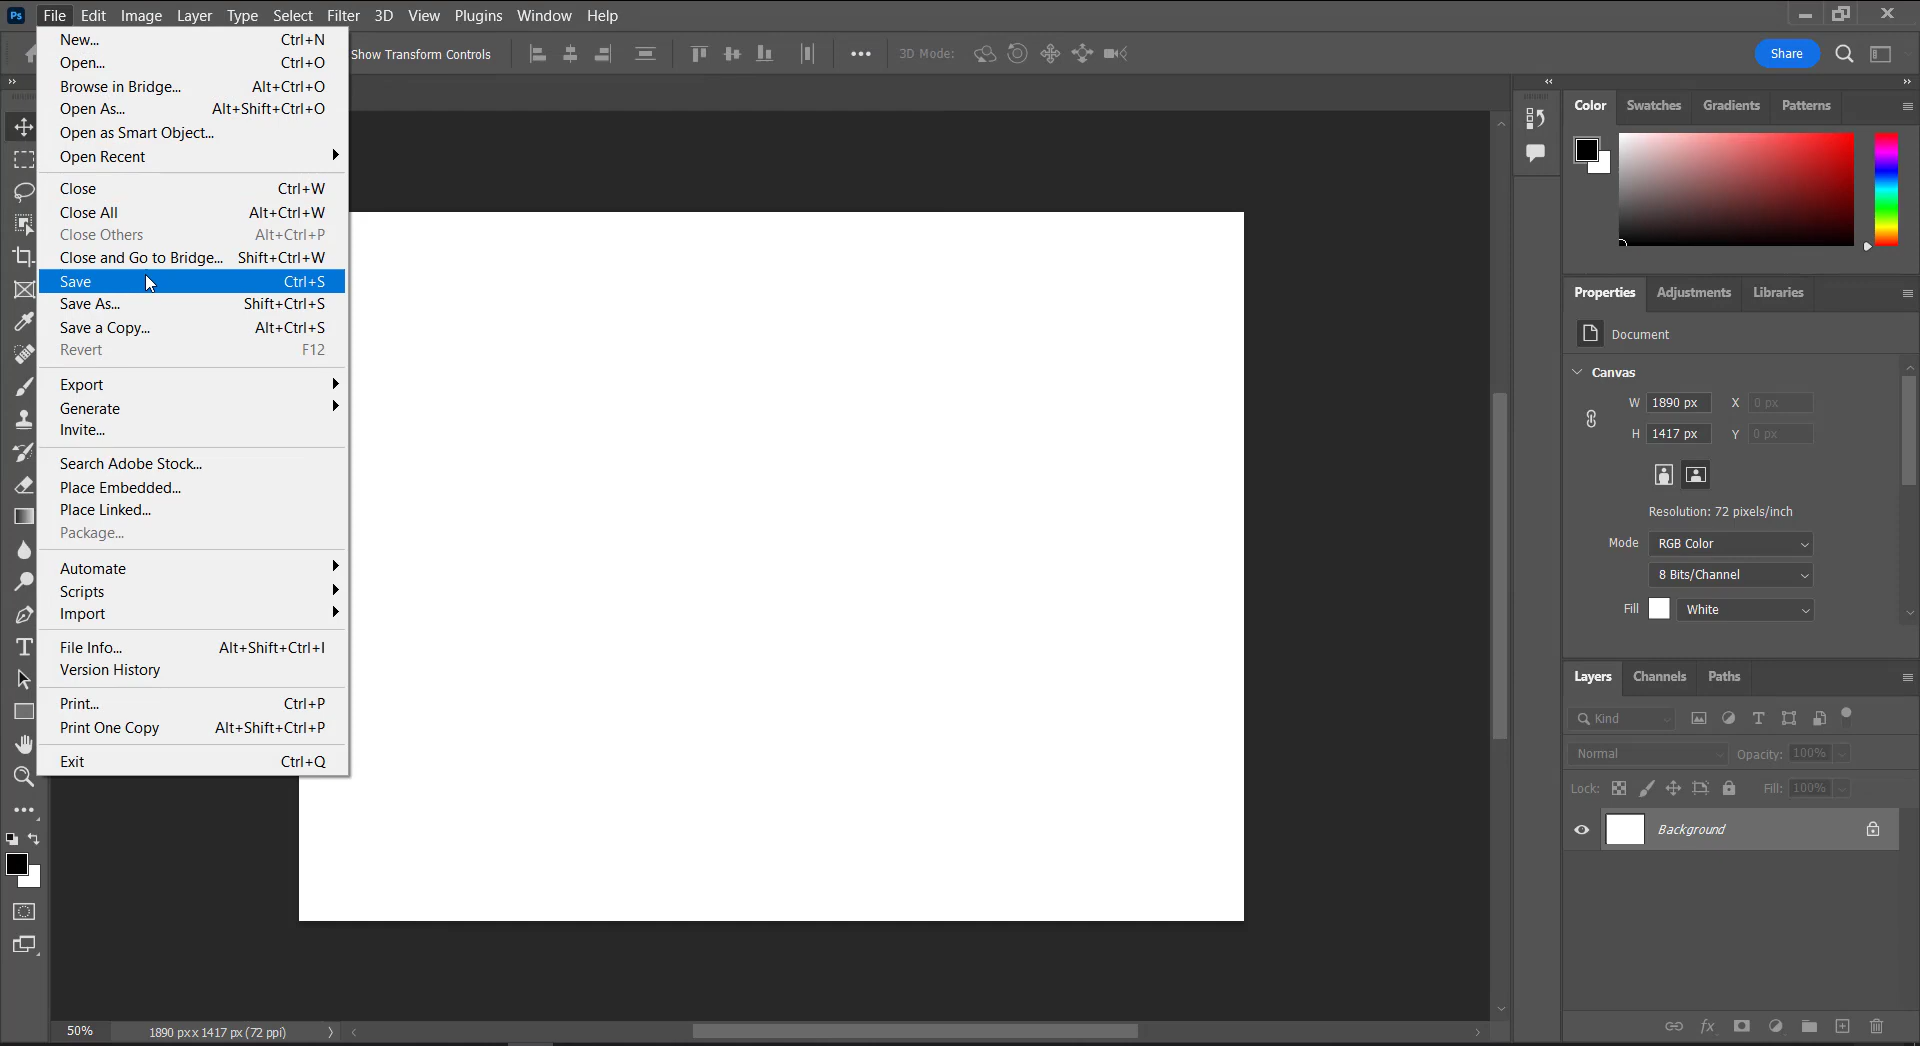 Ps File Edit Image Layer Type Select Filter 3D View Plugins Window Help
Show Transform Controls 3D Mode: Share
New... Ctrl+N
Open... Ctrl+O
Browse in Bridge... Alt+Ctrl+O
Open As... Alt+Shift+Ctrl+O
Open as Smart Object...
Open Recent
Close Ctrl+W
Close All Alt+Ctrl+W
Close Others Alt+Ctrl+P
Close and Go to Bridge... Shift+Ctrl+W
Save Ctrl+S
Save As... Shift+Ctrl+S
Save a Copy... Alt+Ctrl+S
Revert F12
Export
Generate
Invite...
Search Adobe Stock...
Place Embedded...
Place Linked...
Package...
Automate
Scripts
Import
File Info... Alt+Shift+Ctrl+I
Version History
Print... Ctrl+P
Print One Copy Alt+Shift+Ctrl+P
Exit Ctrl+Q
Color Swatches Gradients Patterns
Properties Adjustments Libraries
Document
Canvas
W 1890 px X 0 px
H 1417 px Y 0 px
Resolution: 72 pixels/inch
Mode RGB Color
8 Bits/Channel
Fill White
Layers Channels Paths
Kind
Normal Opacity: 100%
Lock: Fill: 100%
Background
fx
50% 1890 px x 1417 px (72 ppi)